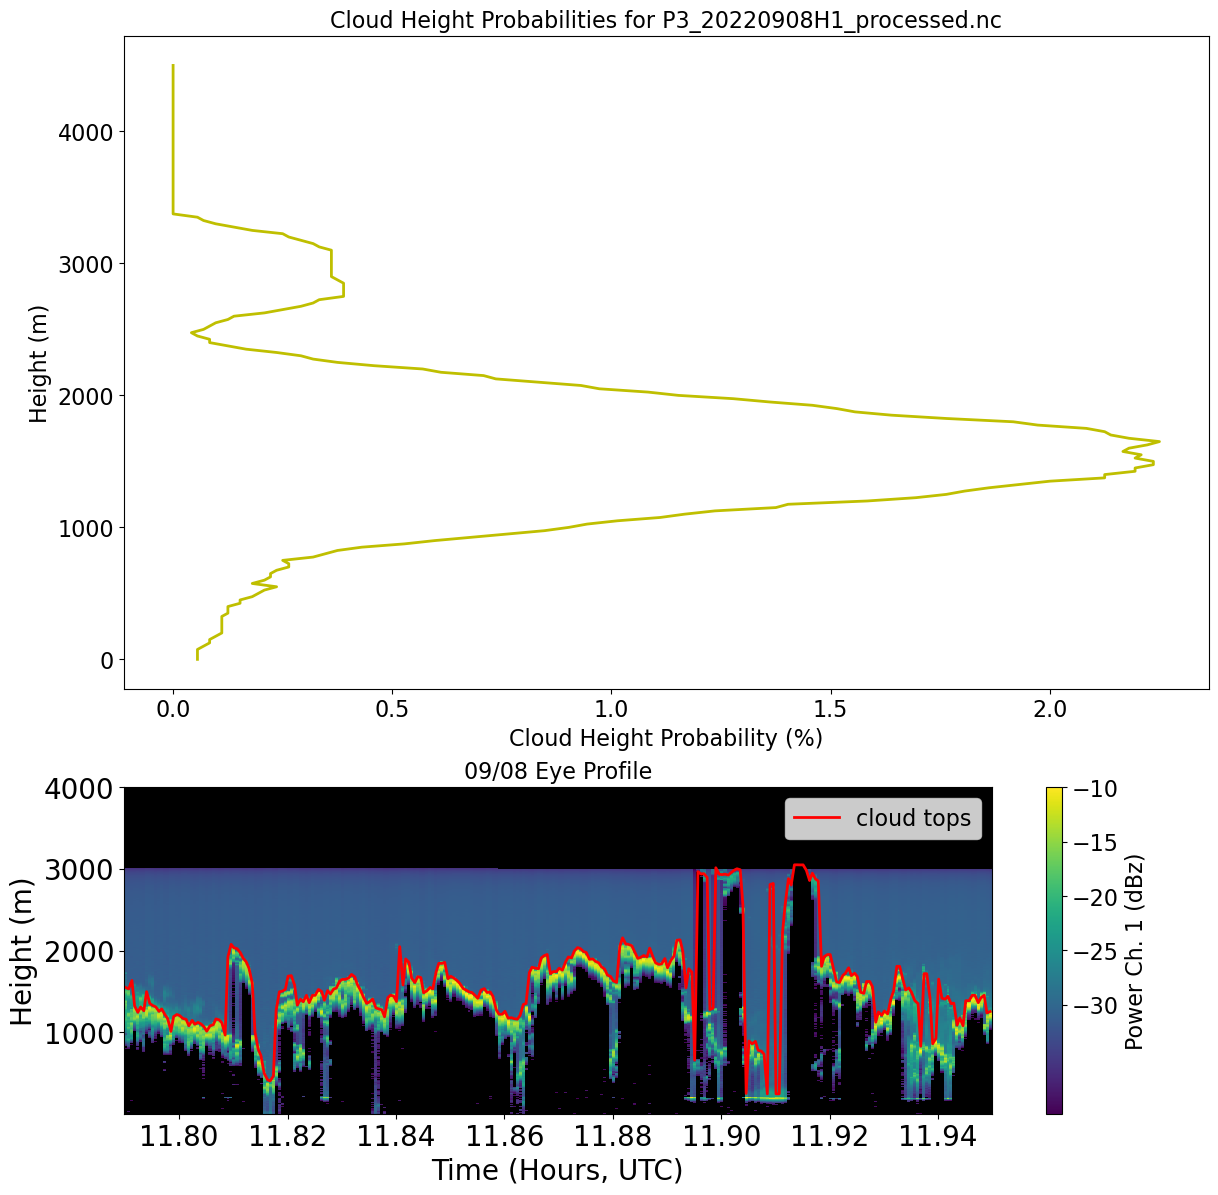 Cloud Height Probabilities for P3_20220908H1_processed.nc
4000
3000
2000
1000
0
Height (m)
0.0 0.5 1.0 1.5 2.0
Cloud Height Probability (%)
09/08 Eye Profile
4000
3000
2000
1000
Height (m)
cloud tops
11.80 11.82 11.84 11.86 11.88 11.90 11.92 11.94
Time (Hours, UTC)
−10
−15
−20
−25
−30
Power Ch. 1 (dBz)